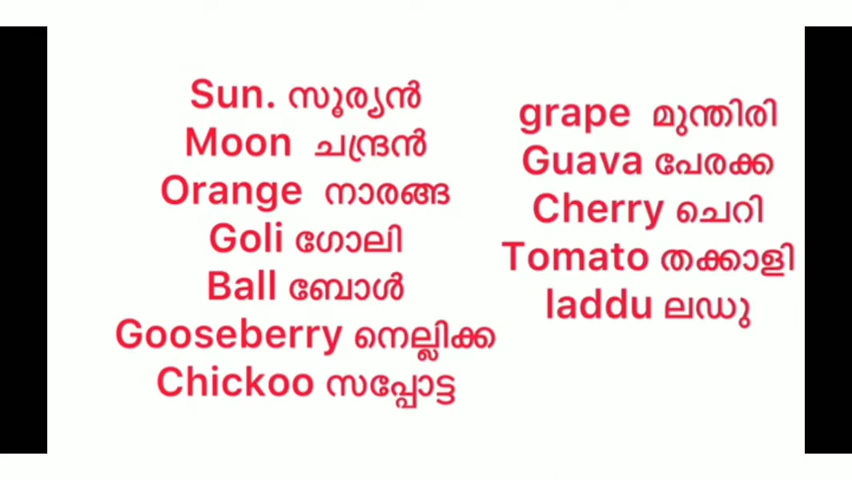 Sun. സൂര്യൻ
Moon ചന്ദ്രൻ
Orange നാരങ്ങ
Goli ഗോലി
Ball ബോൾ
Gooseberry നെല്ലിക്ക
Chickoo സപ്പോട്ട
grape മുന്തിരി
Guava പേരക്ക
Cherry ചെറി
Tomato തക്കാളി
laddu ലഡു